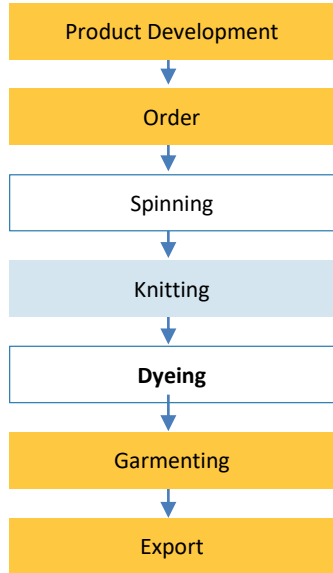 Product Development
Order
Spinning
Knitting
Dyeing
Garmenting
Export